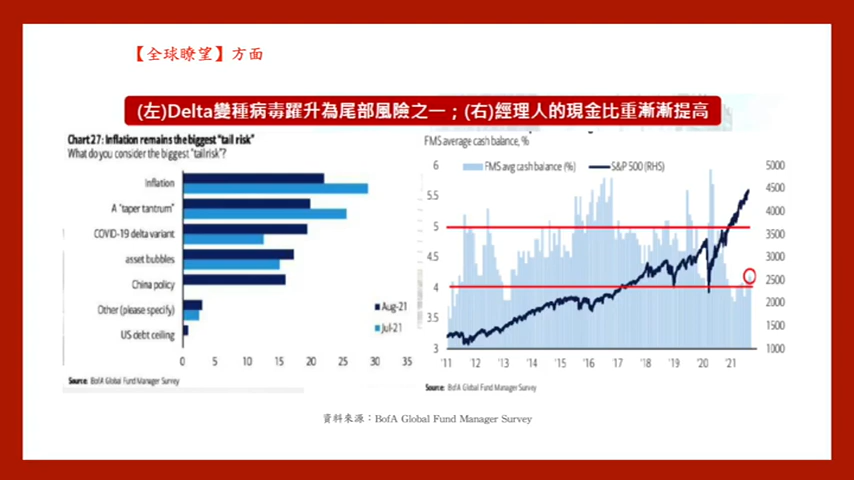 【全球瞭望】方面
(左)Delta變種病毒躍升為尾部風險之一；(右)經理人的現金比重漸漸提高
Chart 27: Inflation remains the biggest "tail risk"
What do you consider the biggest "tail risk"?
Inflation
A "taper tantrum"
COVID-19 delta variant
asset bubbles
China policy
Other (please specify)
US debt ceiling
Aug-21
Jul-21
0 5 10 15 20 25 30 35
Source: BofA Global Fund Manager Survey
FMS average cash balance, %
FMS avg cash balance (%) S&P 500 (RHS)
6
5.5
5
4.5
4
3.5
3
5000
4500
4000
3500
3000
2500
2000
1500
1000
'11 '12 '13 '14 '15 '16 '17 '18 '19 '20 '21
Source: BofA Global Fund Manager Survey
資料來源：BofA Global Fund Manager Survey